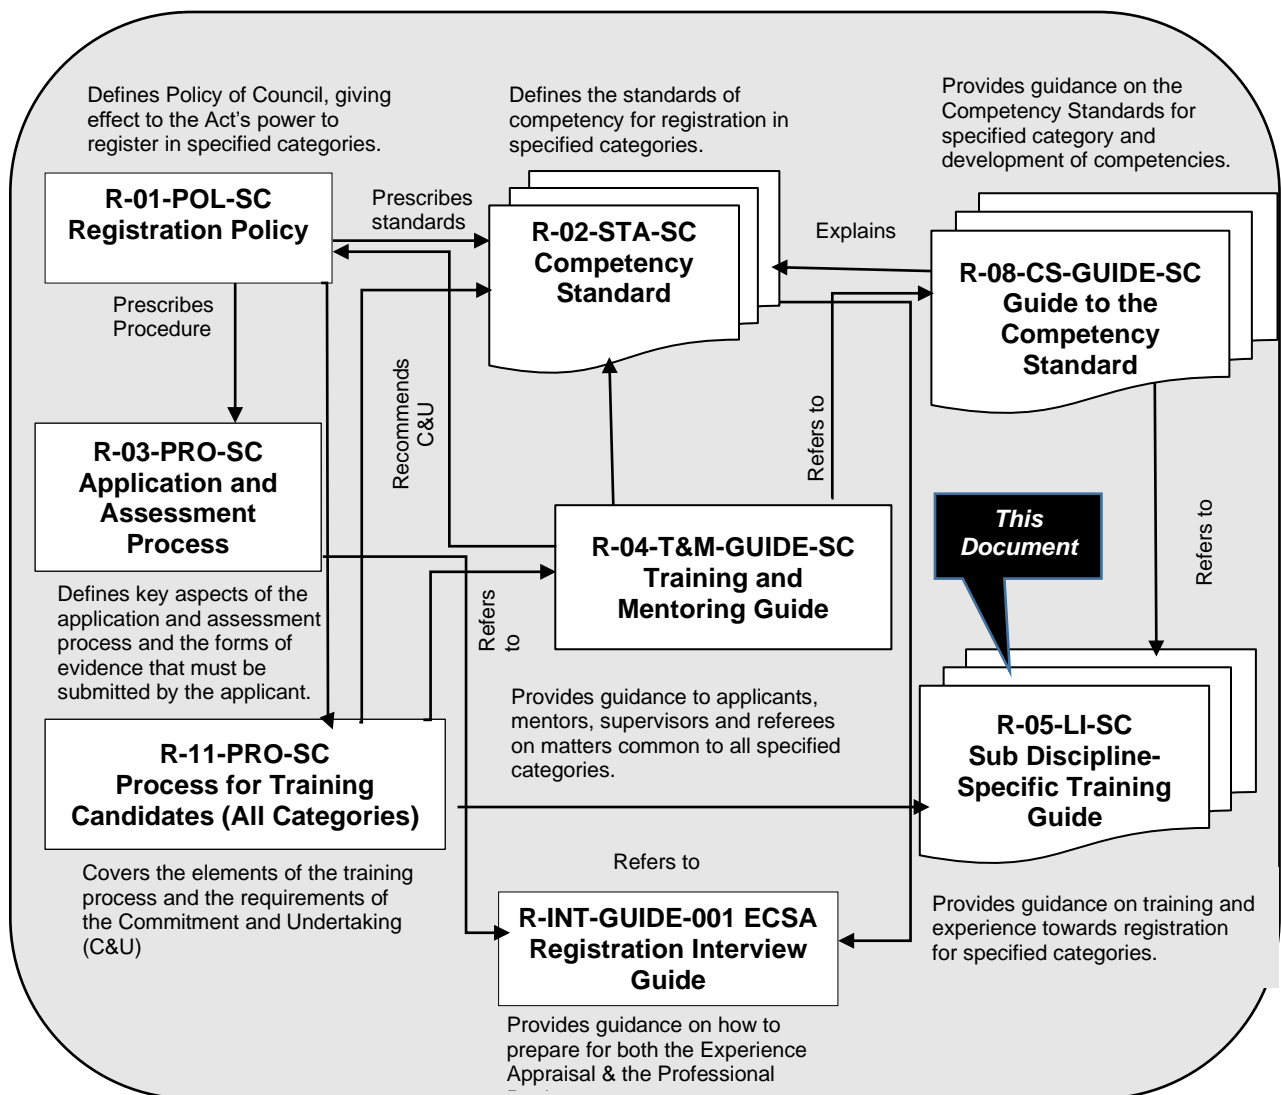 Defines Policy of Council, giving
effect to the Act's power to
register in specified categories.
Defines the standards of
competency for registration in
specified categories.
Provides guidance on the
Competency Standards for
specified category and
development of competencies.
R-01-POL-SC
Registration Policy
Prescribes
standards
R-02-STA-SC
Competency
Standard
Explains
R-08-CS-GUIDE-SC
Guide to the
Competency
Standard
Prescribes
Procedure
Recommends
C&U
Refers to
R-03-PRO-SC
Application and
Assessment
Process
This
Document
Refers to
R-04-T&M-GUIDE-SC
Training and
Mentoring Guide
Refers
to
Defines key aspects of the
application and assessment
process and the forms of
evidence that must be
submitted by the applicant.
Provides guidance to applicants,
mentors, supervisors and referees
on matters common to all specified
categories.
R-05-LI-SC
Sub Discipline-
Specific Training
Guide
R-11-PRO-SC
Process for Training
Candidates (All Categories)
Refers to
Covers the elements of the training
process and the requirements of
the Commitment and Undertaking
(C&U)
R-INT-GUIDE-001 ECSA
Registration Interview
Guide
Provides guidance on training and
experience towards registration
for specified categories.
Provides guidance on how to
prepare for both the Experience
Appraisal & the Professional